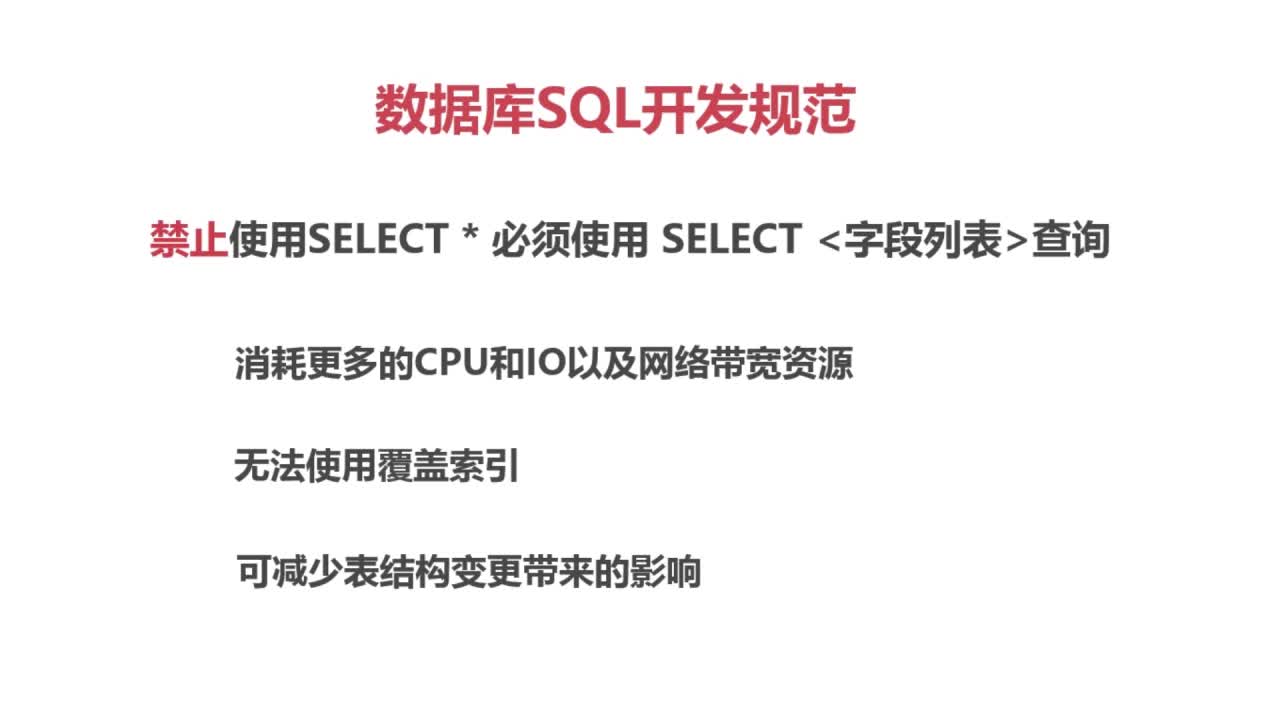 数据库SQL开发规范
禁止使用SELECT * 必须使用 SELECT <字段列表>查询
消耗更多的CPU和IO以及网络带宽资源
无法使用覆盖索引
可减少表结构变更带来的影响